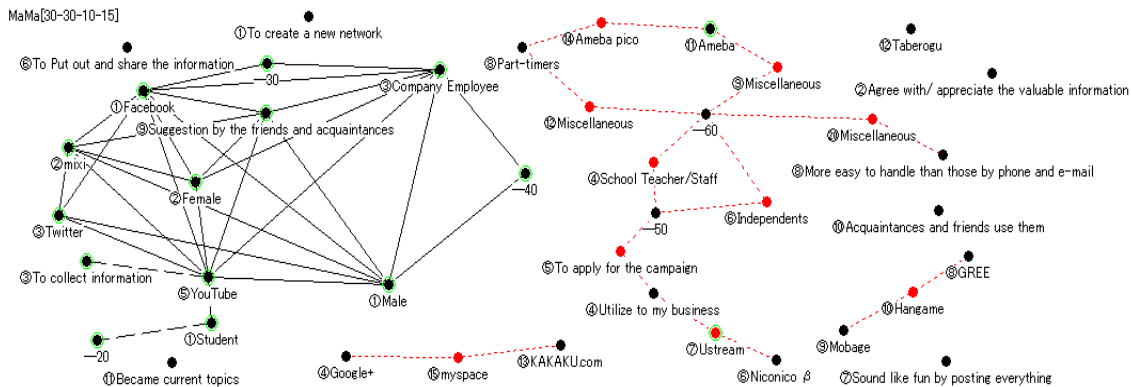 MaMa[30-30-10-15]
①To create a new network
⑥To Put out and share the information
—30
③Company Employee
①Facebook
⑨Suggestion by the friends and acquaintances
②mixi
②Female
—40
③Twitter
③To collect information
⑤YouTube
①Male
①Student
—20
⑪Became current topics
④Google+
⑮myspace
⑬KAKAKU.com
⑧Part-timers
⑭Ameba pico
⑪Ameba
⑨Miscellaneous
⑫Taberogu
②Agree with/ appreciate the valuable information
⑫Miscellaneous
—60
⑳Miscellaneous
⑧More easy to handle than those by phone and e-mail
④School Teacher/Staff
⑥Independents
—50
⑩Acquaintances and friends use them
⑤To apply for the campaign
⑧GREE
④Utilize to my business
⑩Hangame
⑨Mobage
⑦Ustream
⑥Niconico β
⑦Sound like fun by posting everything